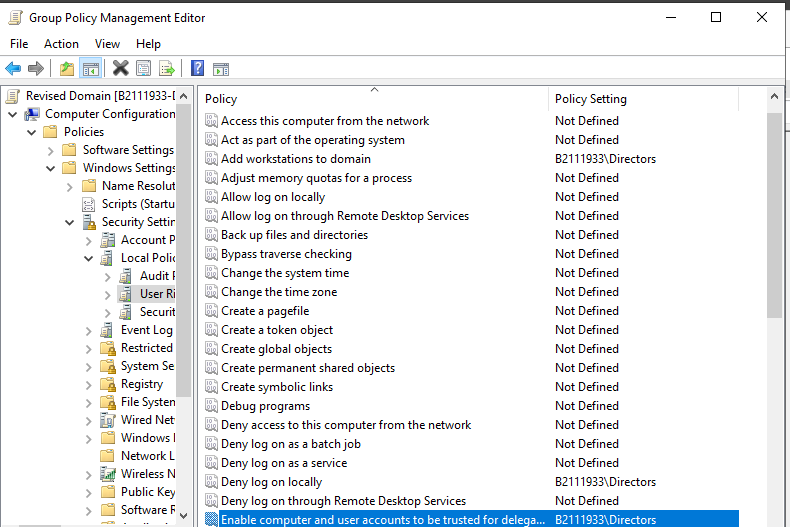 Group Policy Management Editor
File Action View Help
Revised Domain [B2111933-D
Computer Configuration
Policies
Software Settings
Windows Settings
Name Resolut
Scripts (Startu
Security Settin
Account P
Local Polic
Audit P
User Ri
Securit
Event Log
Restricted
System Se
Registry
File System
Wired Net
Windows
Network L
Wireless N
Public Key
Software R
Policy Policy Setting
Access this computer from the network Not Defined
Act as part of the operating system Not Defined
Add workstations to domain B2111933\Directors
Adjust memory quotas for a process Not Defined
Allow log on locally Not Defined
Allow log on through Remote Desktop Services Not Defined
Back up files and directories Not Defined
Bypass traverse checking Not Defined
Change the system time Not Defined
Change the time zone Not Defined
Create a pagefile Not Defined
Create a token object Not Defined
Create global objects Not Defined
Create permanent shared objects Not Defined
Create symbolic links Not Defined
Debug programs Not Defined
Deny access to this computer from the network Not Defined
Deny log on as a batch job Not Defined
Deny log on as a service Not Defined
Deny log on locally B2111933\Directors
Deny log on through Remote Desktop Services Not Defined
Enable computer and user accounts to be trusted for delega... B2111933\Directors